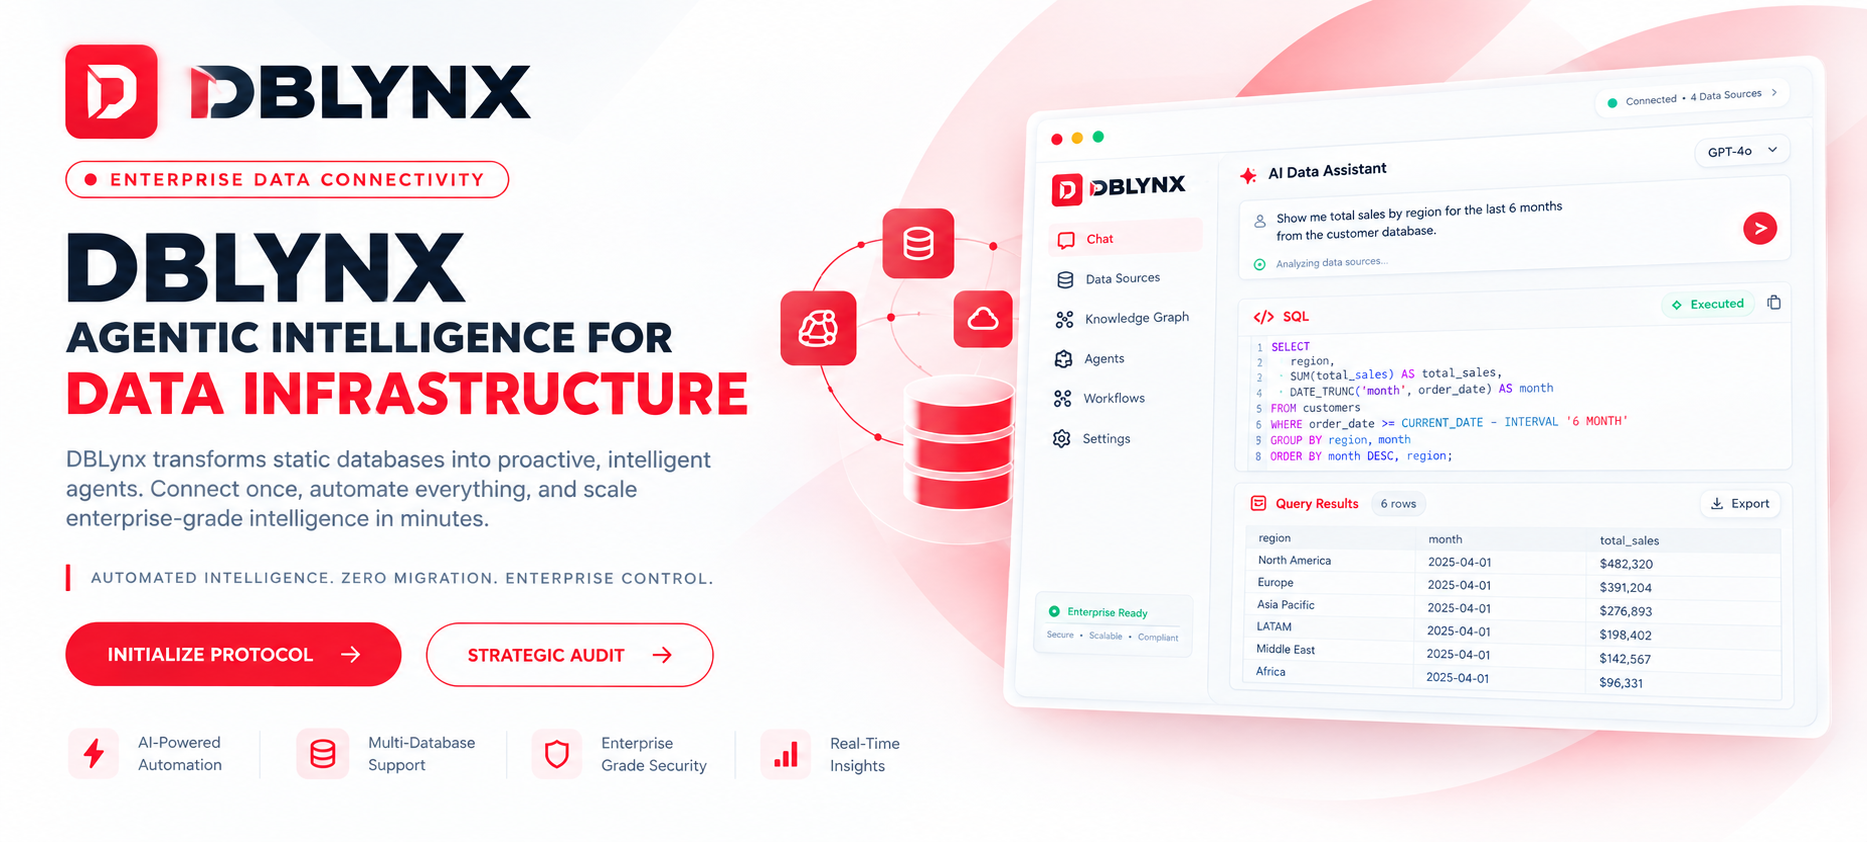 DBLYNX
ENTERPRISE DATA CONNECTIVITY
DBLYNX
AGENTIC INTELLIGENCE FOR
DATA INFRASTRUCTURE
DBLynx transforms static databases into proactive, intelligent
agents. Connect once, automate everything, and scale
enterprise-grade intelligence in minutes.
AUTOMATED INTELLIGENCE. ZERO MIGRATION. ENTERPRISE CONTROL.
INITIALIZE PROTOCOL
STRATEGIC AUDIT
AI-Powered
Automation
Multi-Database
Support
Enterprise
Grade Security
Real-Time
Insights
Connected • 4 Data Sources
DBLYNX
Chat
Data Sources
Knowledge Graph
Agents
Workflows
Settings
Enterprise Ready
Secure • Scalable • Compliant
AI Data Assistant
GPT-4o
Show me total sales by region for the last 6 months
from the customer database.
Analyzing data sources...
</> SQL
Executed
1 SELECT
2 region,
2 SUM(total_sales) AS total_sales,
4 DATE_TRUNC('month', order_date) AS month
5 FROM customers
6 WHERE order_date >= CURRENT_DATE - INTERVAL '6 MONTH'
GROUP BY region, month
8 ORDER BY month DESC, region;
Query Results 6 rows
Export
region month total_sales
North America 2025-04-01 $482,320
Europe 2025-04-01 $391,204
Asia Pacific 2025-04-01 $276,893
LATAM 2025-04-01 $198,402
Middle East 2025-04-01 $142,567
Africa 2025-04-01 $96,331